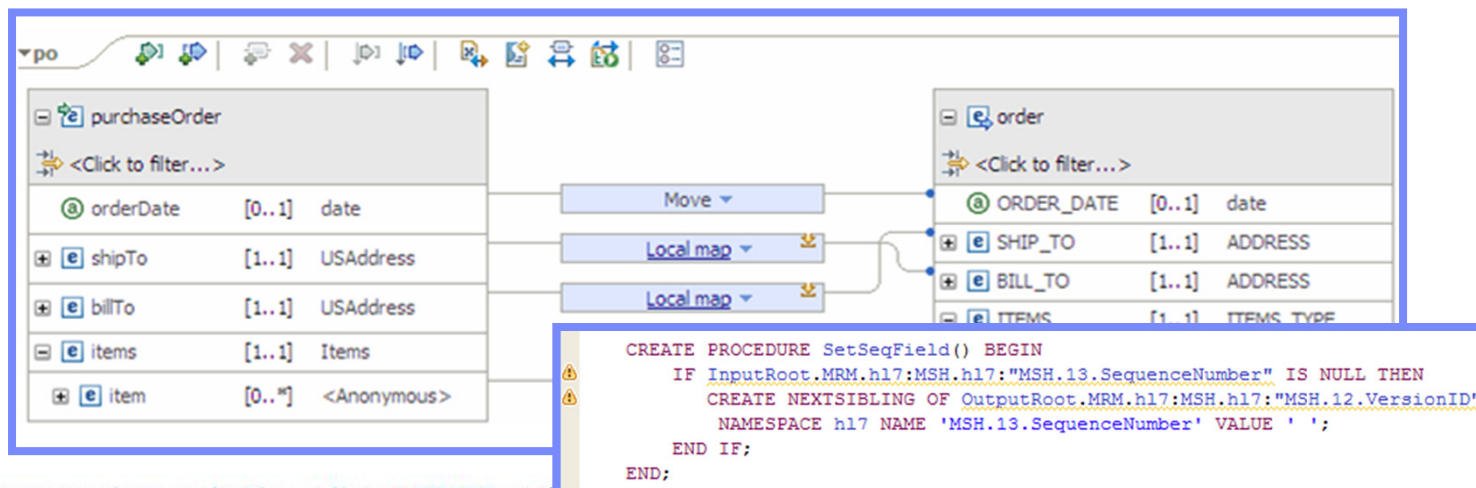 po
purchaseOrder
<Click to filter...>
orderDate [0..1] date
shipTo [1..1] USAddress
billTo [1..1] USAddress
items [1..1] Items
item [0..*] <Anonymous>
Move
Local map
Local map
order
<Click to filter...>
ORDER_DATE [0..1] date
SHIP_TO [1..1] ADDRESS
BILL_TO [1..1] ADDRESS
ITEMS [1..1] ITEMS_TYPE
CREATE PROCEDURE SetSeqField() BEGIN
IF InputRoot.MRM.hl7:MSH.hl7:"MSH.13.SequenceNumber" IS NULL THEN
CREATE NEXTSIBLING OF OutputRoot.MRM.hl7:MSH.hl7:"MSH.12.VersionID"
NAMESPACE hl7 NAME 'MSH.13.SequenceNumber' VALUE ' ';
END IF;
END;